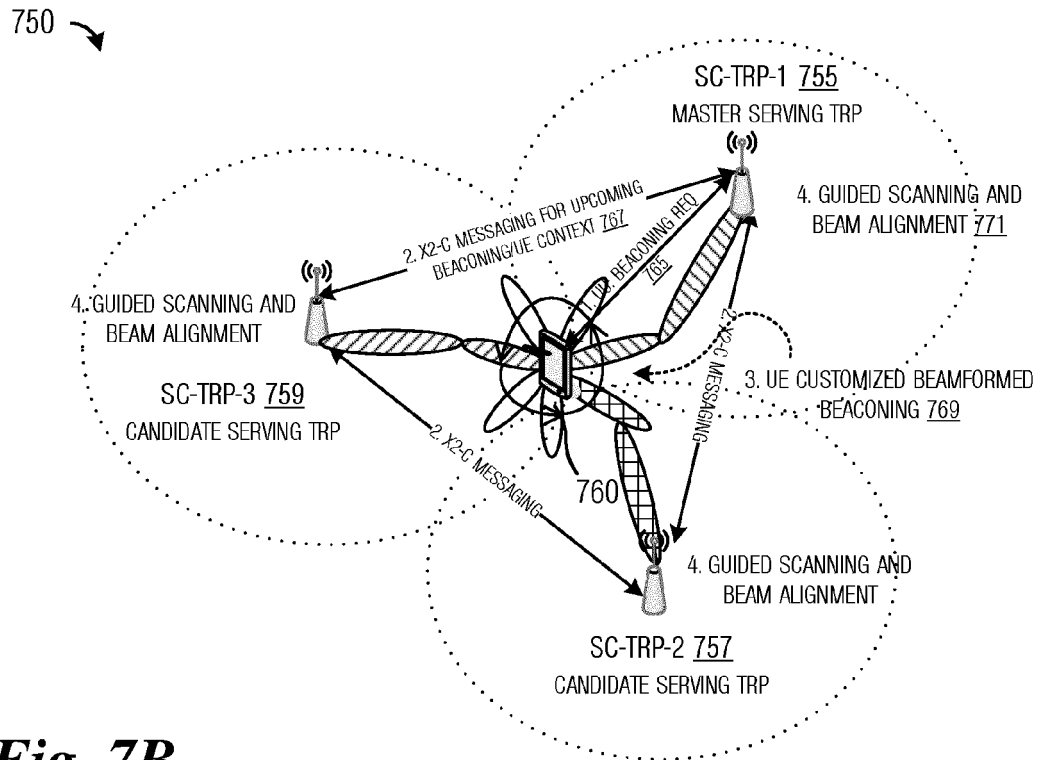 750
SC-TRP-1 755
MASTER SERVING TRP
4. GUIDED SCANNING AND
BEAM ALIGNMENT 771
2. X2-C MESSAGING FOR UPCOMING
BEACONING/UE CONTEXT 767
BEACONING REQ
765
4. GUIDED SCANNING AND
BEAM ALIGNMENT
SC-TRP-3 759
CANDIDATE SERVING TRP
2. X2-C MESSAGING
3. UE CUSTOMIZED BEAMFORMED
BEACONING 769
2. X2-C MESSAGING
760
4. GUIDED SCANNING AND
BEAM ALIGNMENT
SC-TRP-2 757
CANDIDATE SERVING TRP
Fig. 7B